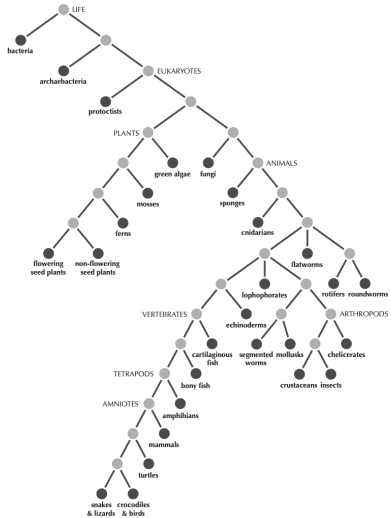 LIFE
bacteria
archaebacteria
EUKARYOTES
protoctists
PLANTS
green algae
fungi
ANIMALS
mosses
sponges
ferns
cnidarians
flowering
seed plants
non-flowering
seed plants
flatworms
lophophorates
rotifers
roundworms
VERTEBRATES
echinoderms
ARTHROPODS
cartilaginous
fish
segmented
worms
mollusks
chelicerates
TETRAPODS
bony fish
crustaceans
insects
AMNIOTES
amphibians
mammals
turtles
snakes
& lizards
crocodiles
& birds